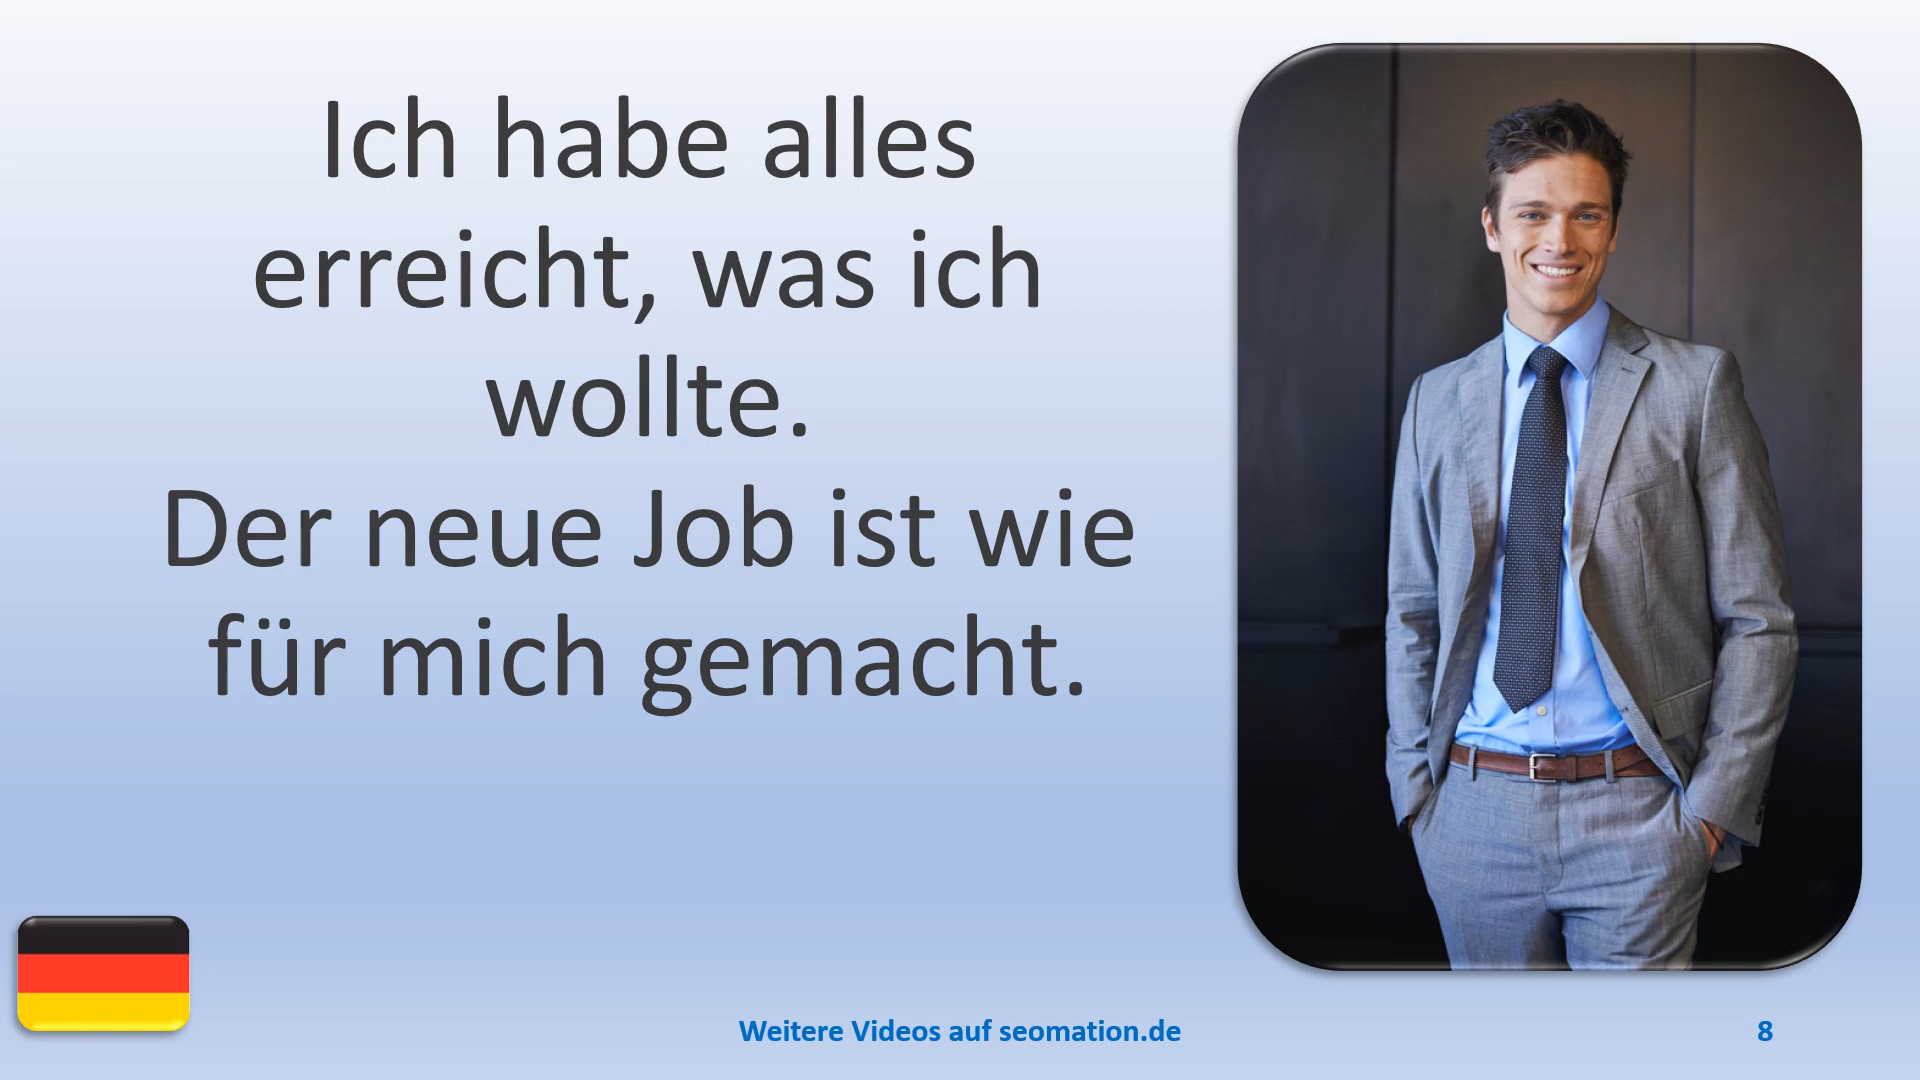 Ich habe alles
erreicht, was ich
wollte.
Der neue Job ist wie
für mich gemacht.
Weitere Videos auf seomation.de
8